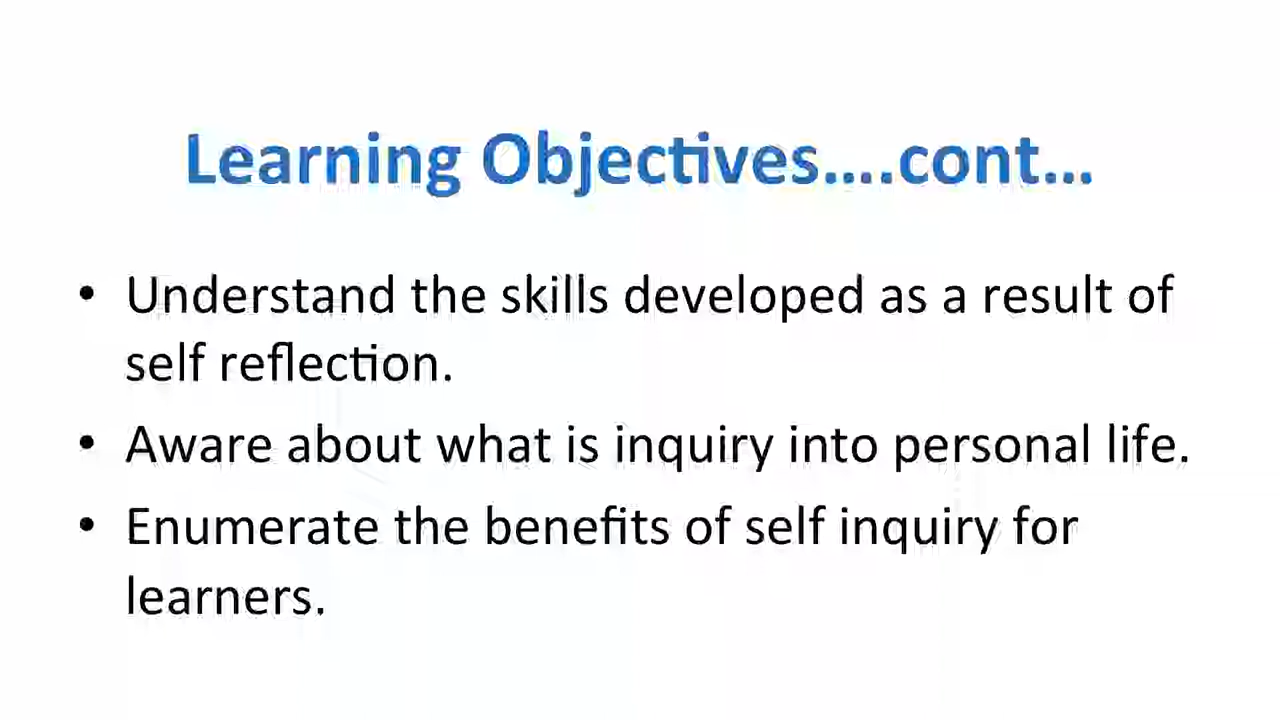 Learning Objectives....cont...
• Understand the skills developed as a result of
self reflection.
• Aware about what is inquiry into personal life.
• Enumerate the benefits of self inquiry for
learners.